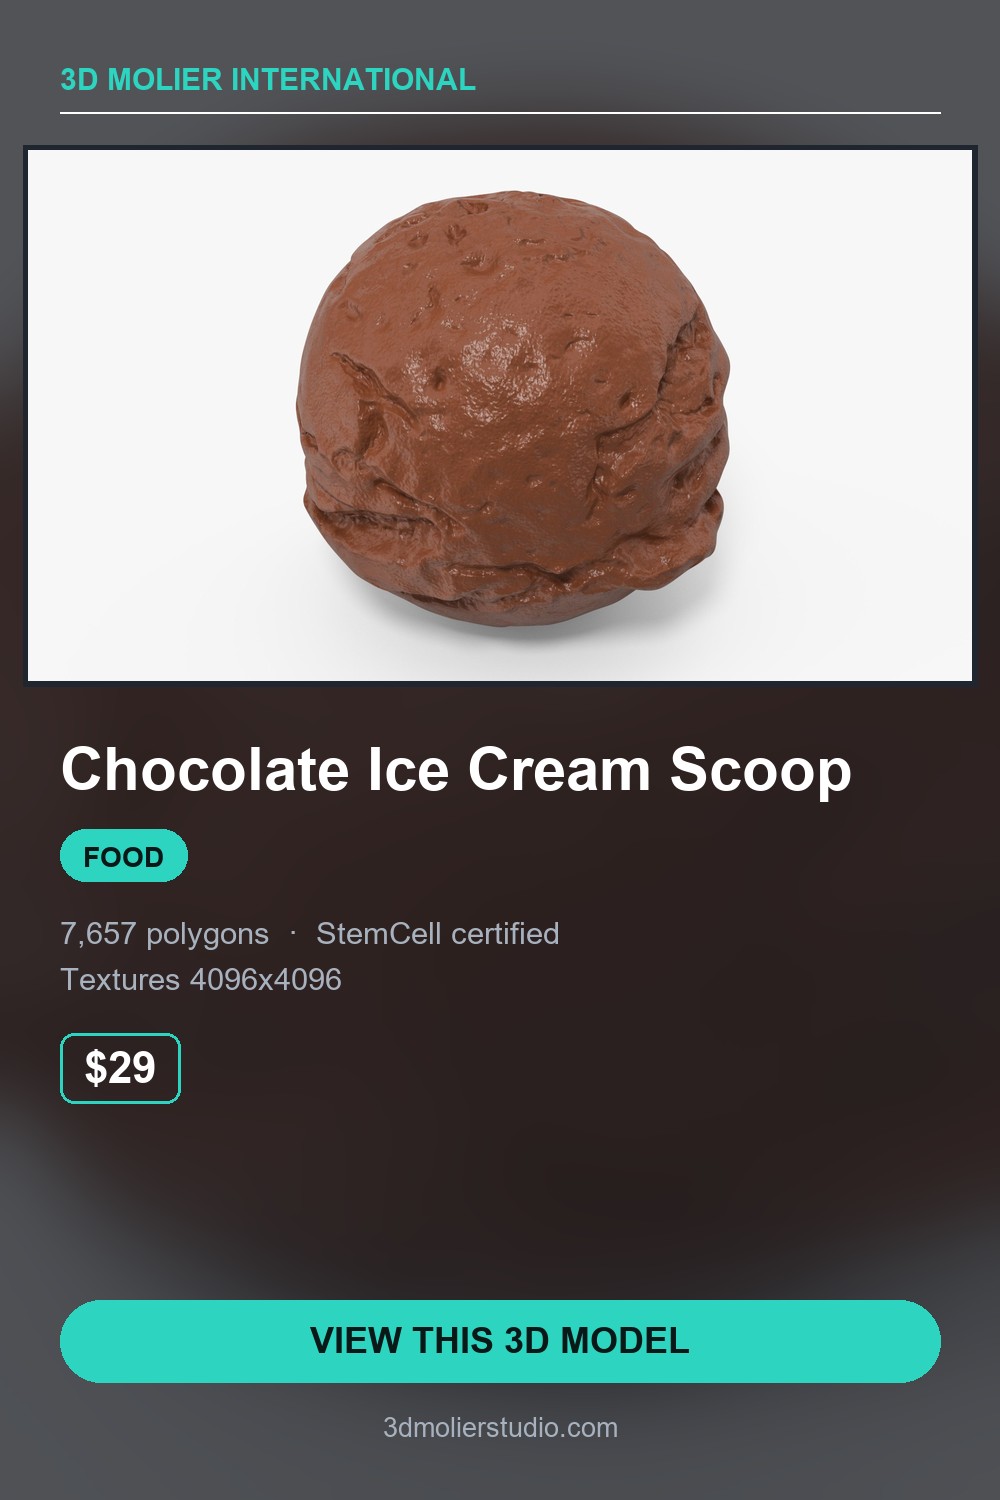 3D MOLIER INTERNATIONAL
Chocolate Ice Cream Scoop
FOOD
7,657 polygons · StemCell certified
Textures 4096x4096
$29
VIEW THIS 3D MODEL
3dmolierstudio.com